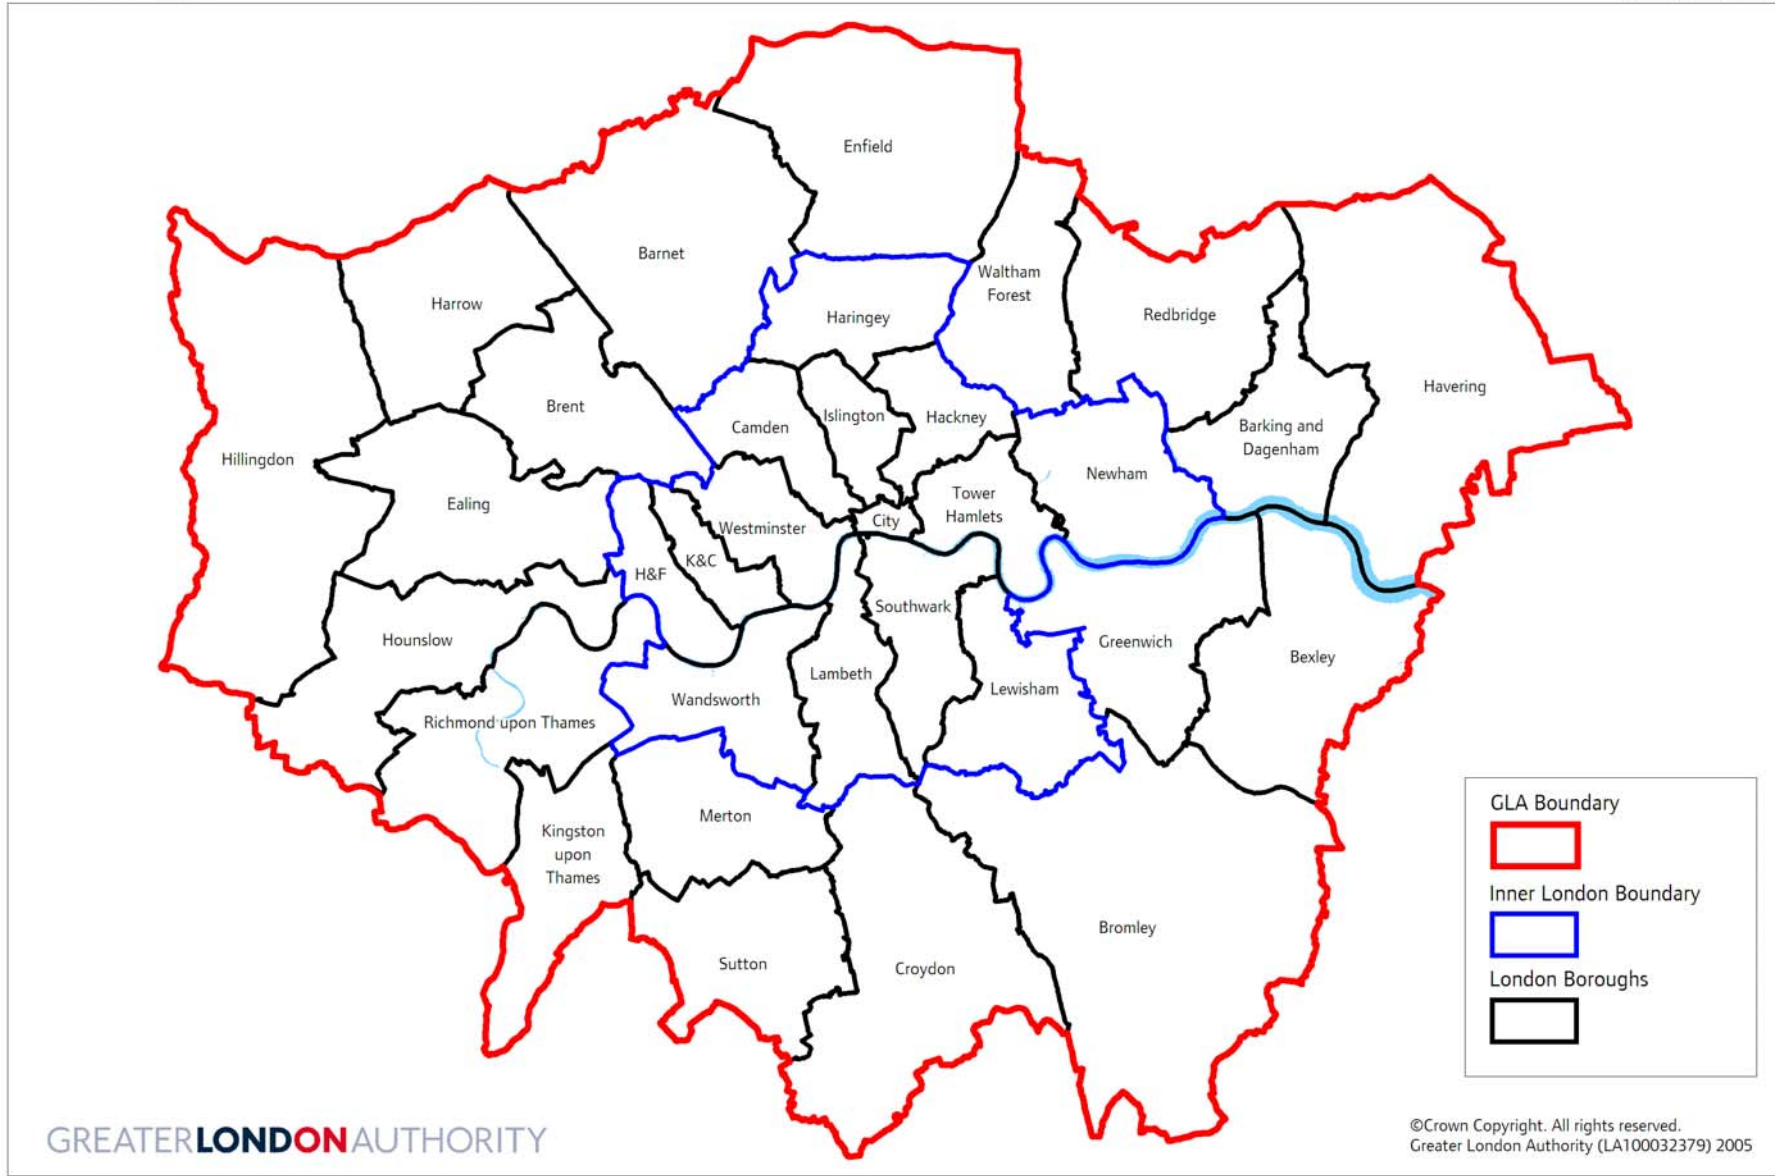 Enfield
Barnet
Waltham
Forest
Harrow
Haringey
Redbridge
Havering
Brent
Islington
Hackney
Camden
Barking and
Dagenham
Hillingdon
Newham
Ealing
Tower
Hamlets
City
Westminster
K&C
H&F
Southwark
Hounslow
Greenwich
Bexley
Lambeth
Lewisham
Wandsworth
Richmond upon Thames
Merton
Kingston
upon
Thames
Bromley
Sutton
Croydon
GLA Boundary
Inner London Boundary
London Boroughs
GREATERLONDONAUTHORITY
©Crown Copyright. All rights reserved.
Greater London Authority (LA100032379) 2005